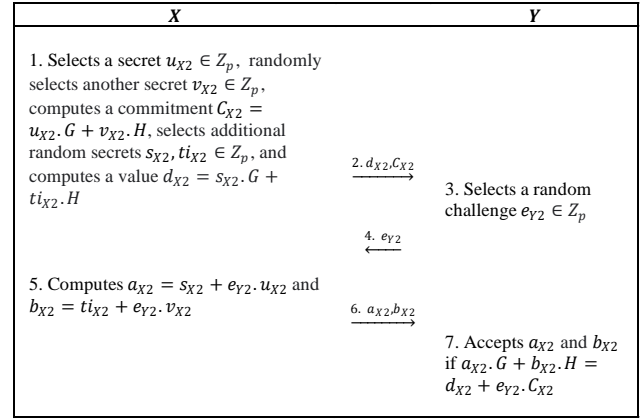 X Y
1. Selects a secret u_{X2} ∈ Z_p, randomly
selects another secret v_{X2} ∈ Z_p,
computes a commitment C_{X2} =
u_{X2}. G + v_{X2}. H, selects additional
random secrets s_{X2}, ti_{X2} ∈ Z_p, and
computes a value d_{X2} = s_{X2}. G +
ti_{X2}. H
2. d_{X2},C_{X2}
3. Selects a random
challenge e_{Y2} ∈ Z_p
4. e_{Y2}
5. Computes a_{X2} = s_{X2} + e_{Y2}. u_{X2} and
b_{X2} = ti_{X2} + e_{Y2}. v_{X2}
6. a_{X2},b_{X2}
7. Accepts a_{X2} and b_{X2}
if a_{X2}. G + b_{X2}. H =
d_{X2} + e_{Y2}. C_{X2}